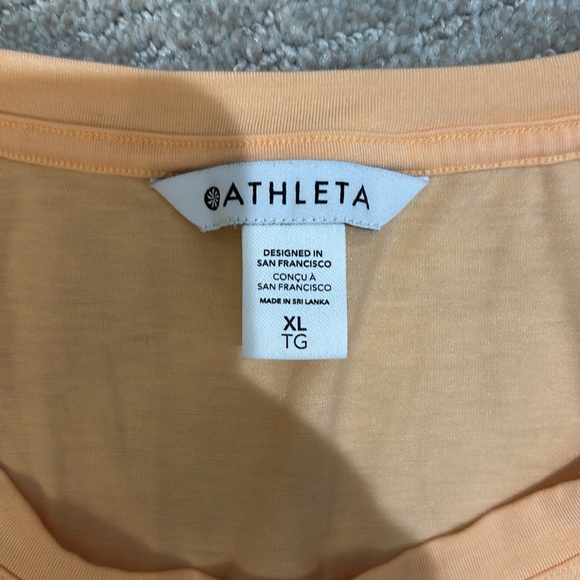 ATHLETA
DESIGNED IN
SAN FRANCISCO
CONÇU À
SAN FRANCISCO
MADE IN SRI LANKA
XL
TG